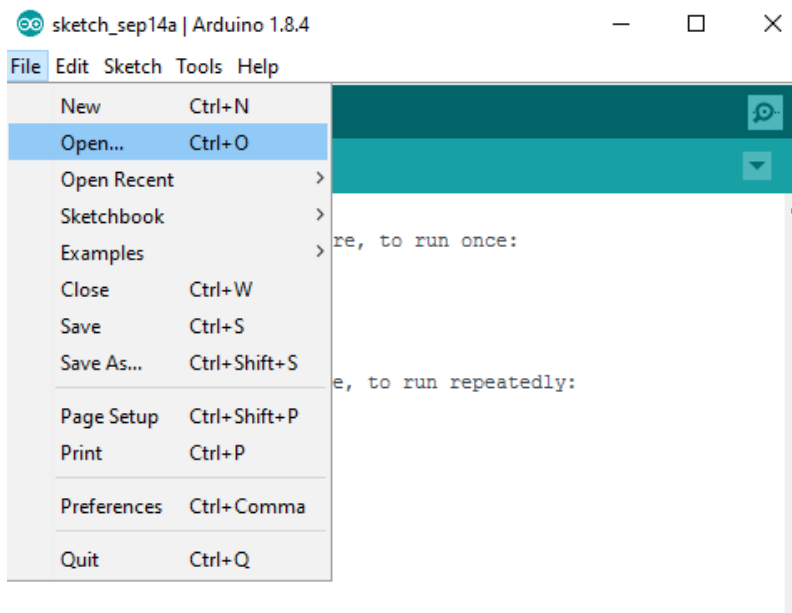 sketch_sep14a | Arduino 1.8.4
File Edit Sketch Tools Help
New Ctrl+N
Open... Ctrl+O
Open Recent
Sketchbook
Examples
Close Ctrl+W
Save Ctrl+S
Save As... Ctrl+Shift+S
Page Setup Ctrl+Shift+P
Print Ctrl+P
Preferences Ctrl+Comma
Quit Ctrl+Q
re, to run once:
e, to run repeatedly: